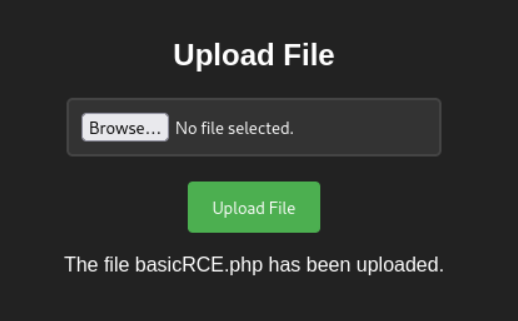 Upload File
Browse... No file selected.
Upload File
The file basicRCE.php has been uploaded.